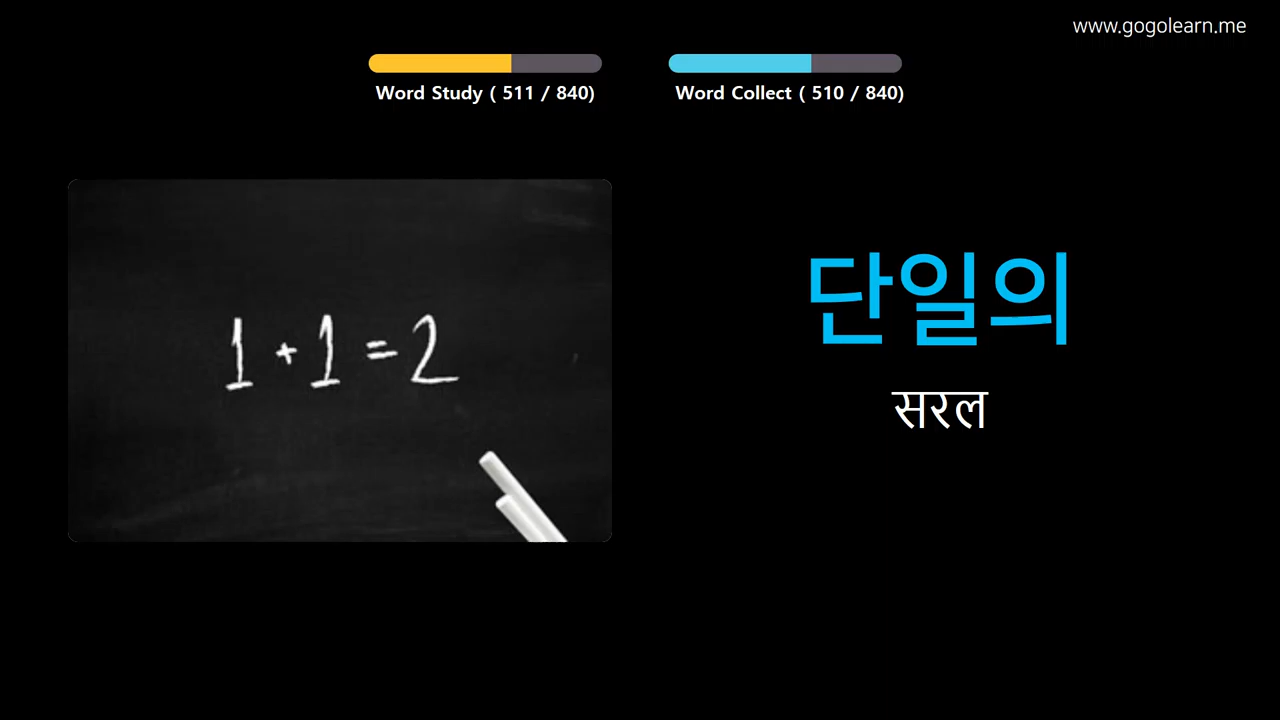 www.gogolearn.me
Word Study ( 511 / 840)
Word Collect ( 510 / 840)
1 + 1 = 2
단일의
सरल